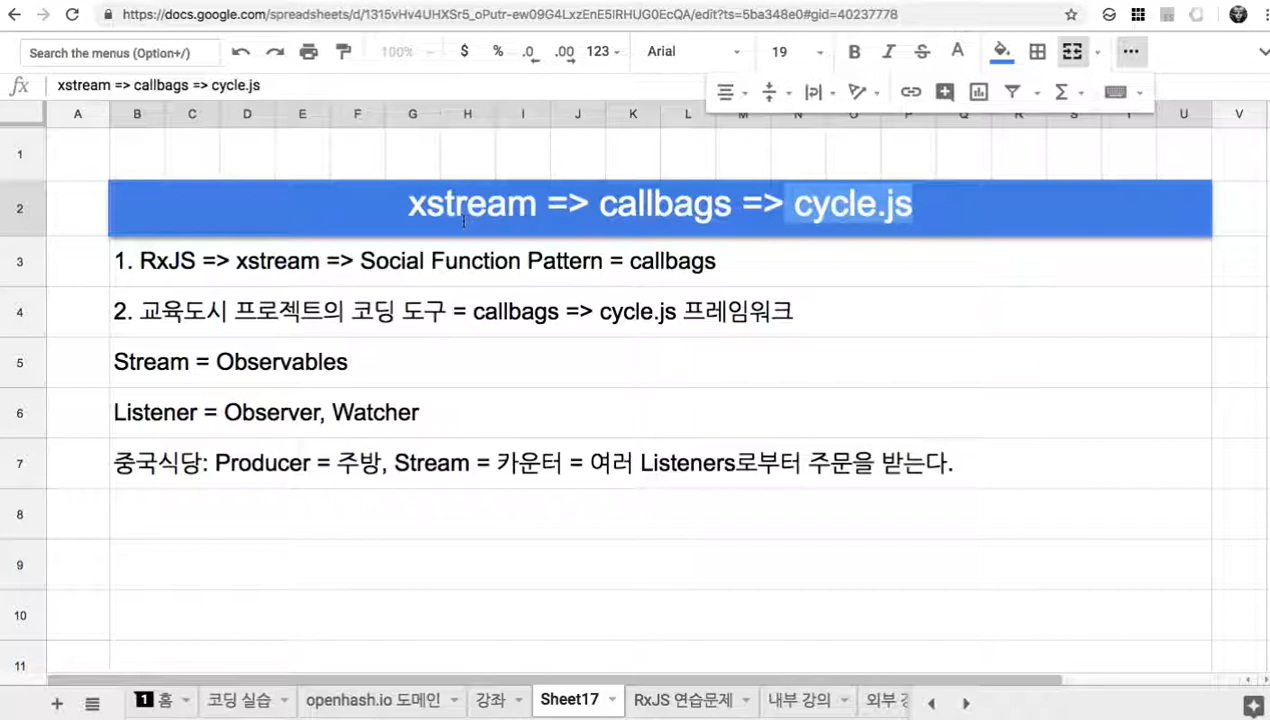 https://docs.google.com/spreadsheets/d/1315vHv4UHXSr5_oPutr-ew09G4LxzEnE5IRHUG0EcQA/edit?ts=5ba348e0#gid=40237778
Search the menus (Option+/) 100% $ % .0 .00 123 Arial 19 B I S A
fx xstream => callbags => cycle.js
A B C D E F G H I J K L M N O P Q R S T U V
1
2 xstream => callbags => cycle.js
3 1. RxJS => xstream => Social Function Pattern = callbags
4 2. 교육도시 프로젝트의 코딩 도구 = callbags => cycle.js 프레임워크
5 Stream = Observables
6 Listener = Observer, Watcher
7 중국식당: Producer = 주방, Stream = 카운터 = 여러 Listeners로부터 주문을 받는다.
8
9
10
11
1 홈 코딩 실습 openhash.io 도메인 강좌 Sheet17 RxJS 연습문제 내부 강의 외부